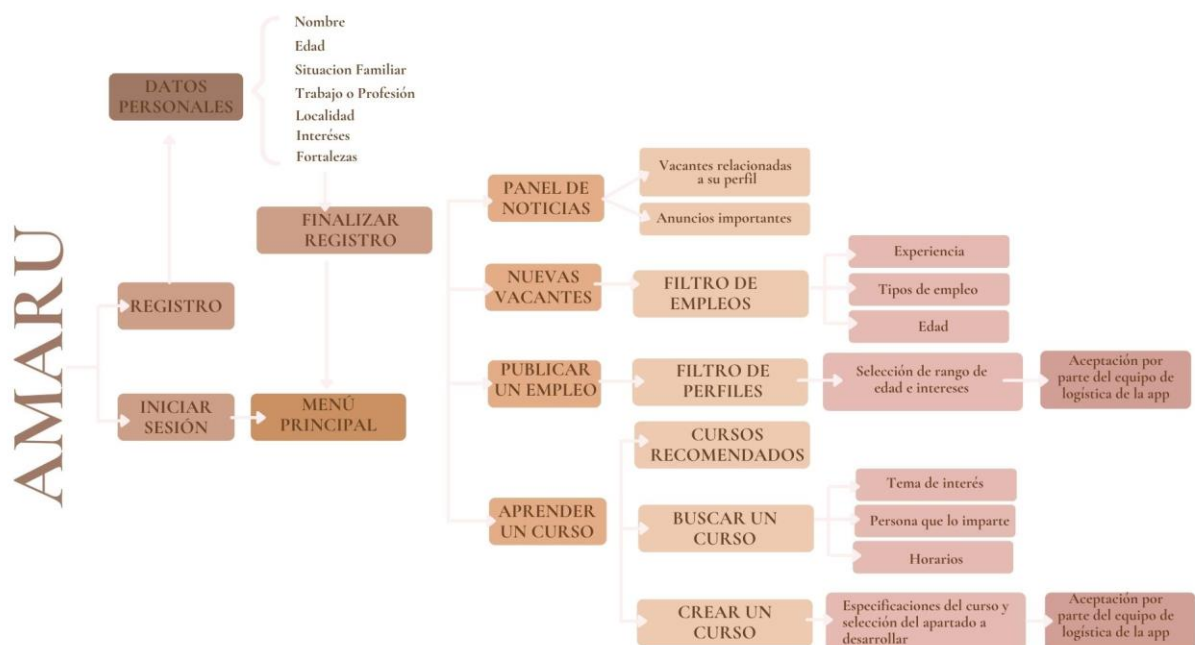 AMARU
DATOS
PERSONALES
Nombre
Edad
Situacion Familiar
Trabajo o Profesión
Localidad
Interéses
Fortalezas
FINALIZAR
REGISTRO
REGISTRO
INICIAR
SESIÓN
MENÚ
PRINCIPAL
PANEL DE
NOTICIAS
Vacantes relacionadas
a su perfil
Anuncios importantes
NUEVAS
VACANTES
FILTRO DE
EMPLEOS
Experiencia
Tipos de empleo
Edad
PUBLICAR
UN EMPLEO
FILTRO DE
PERFILES
Selección de rango de
edad e intereses
Aceptación por
parte del equipo de
logística de la app
APRENDER
UN CURSO
CURSOS
RECOMENDADOS
BUSCAR UN
CURSO
Tema de interés
Persona que lo imparte
Horarios
CREAR UN
CURSO
Especificaciones del curso y
selección del apartado a
desarrollar
Aceptación por
parte del equipo de
logística de la app